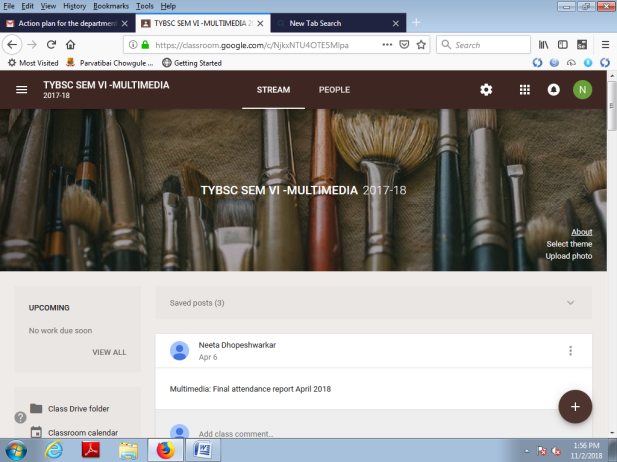 File Edit View History Bookmarks Tools Help
Action plan for the department
TYBSC SEM VI -MULTIMEDIA 2
New Tab Search
https://classroom.google.com/c/NjkxNTU4OTE5Mlpa
Search
Most Visited Parvatibai Chowgule ... Getting Started
TYBSC SEM VI -MULTIMEDIA
2017-18
STREAM PEOPLE
N
TYBSC SEM VI -MULTIMEDIA 2017-18
About
Select theme
Upload photo
UPCOMING
No work due soon
VIEW ALL
Class Drive folder
Classroom calendar
Saved posts (3)
Neeta Dhopeshwarkar
Apr 6
Multimedia: Final attendance report April 2018
Add class comment...
1:56 PM
11/2/2018